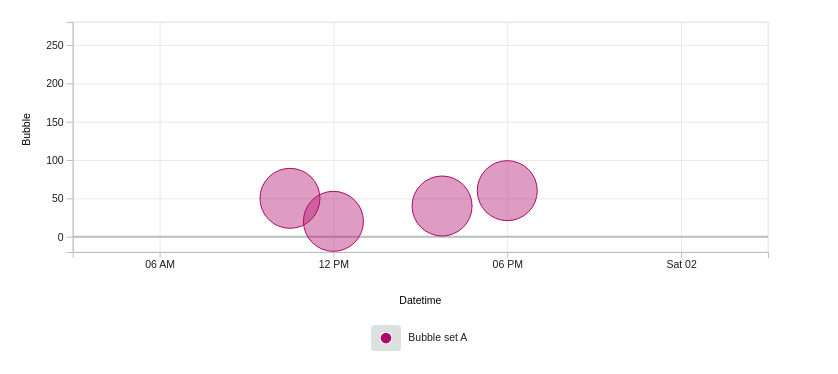 250
200
150
100
50
0
Bubble
06 AM
12 PM
06 PM
Sat 02
Datetime
Bubble set A